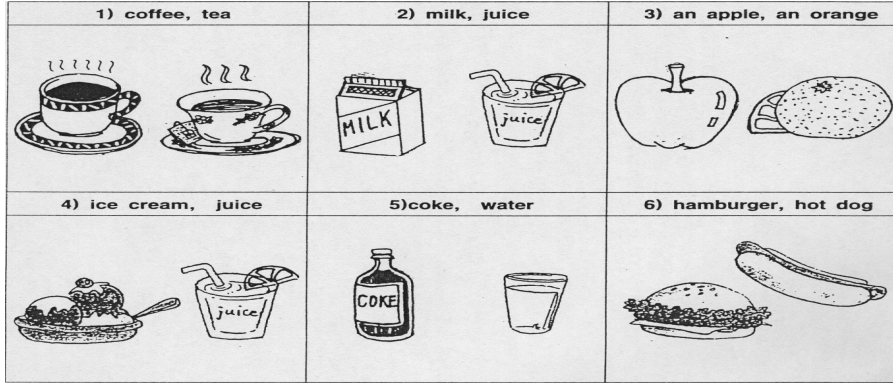 1) coffee, tea
2) milk, juice
3) an apple, an orange
MILK
juice
4) ice cream, juice
5)coke, water
6) hamburger, hot dog
juice
COKE